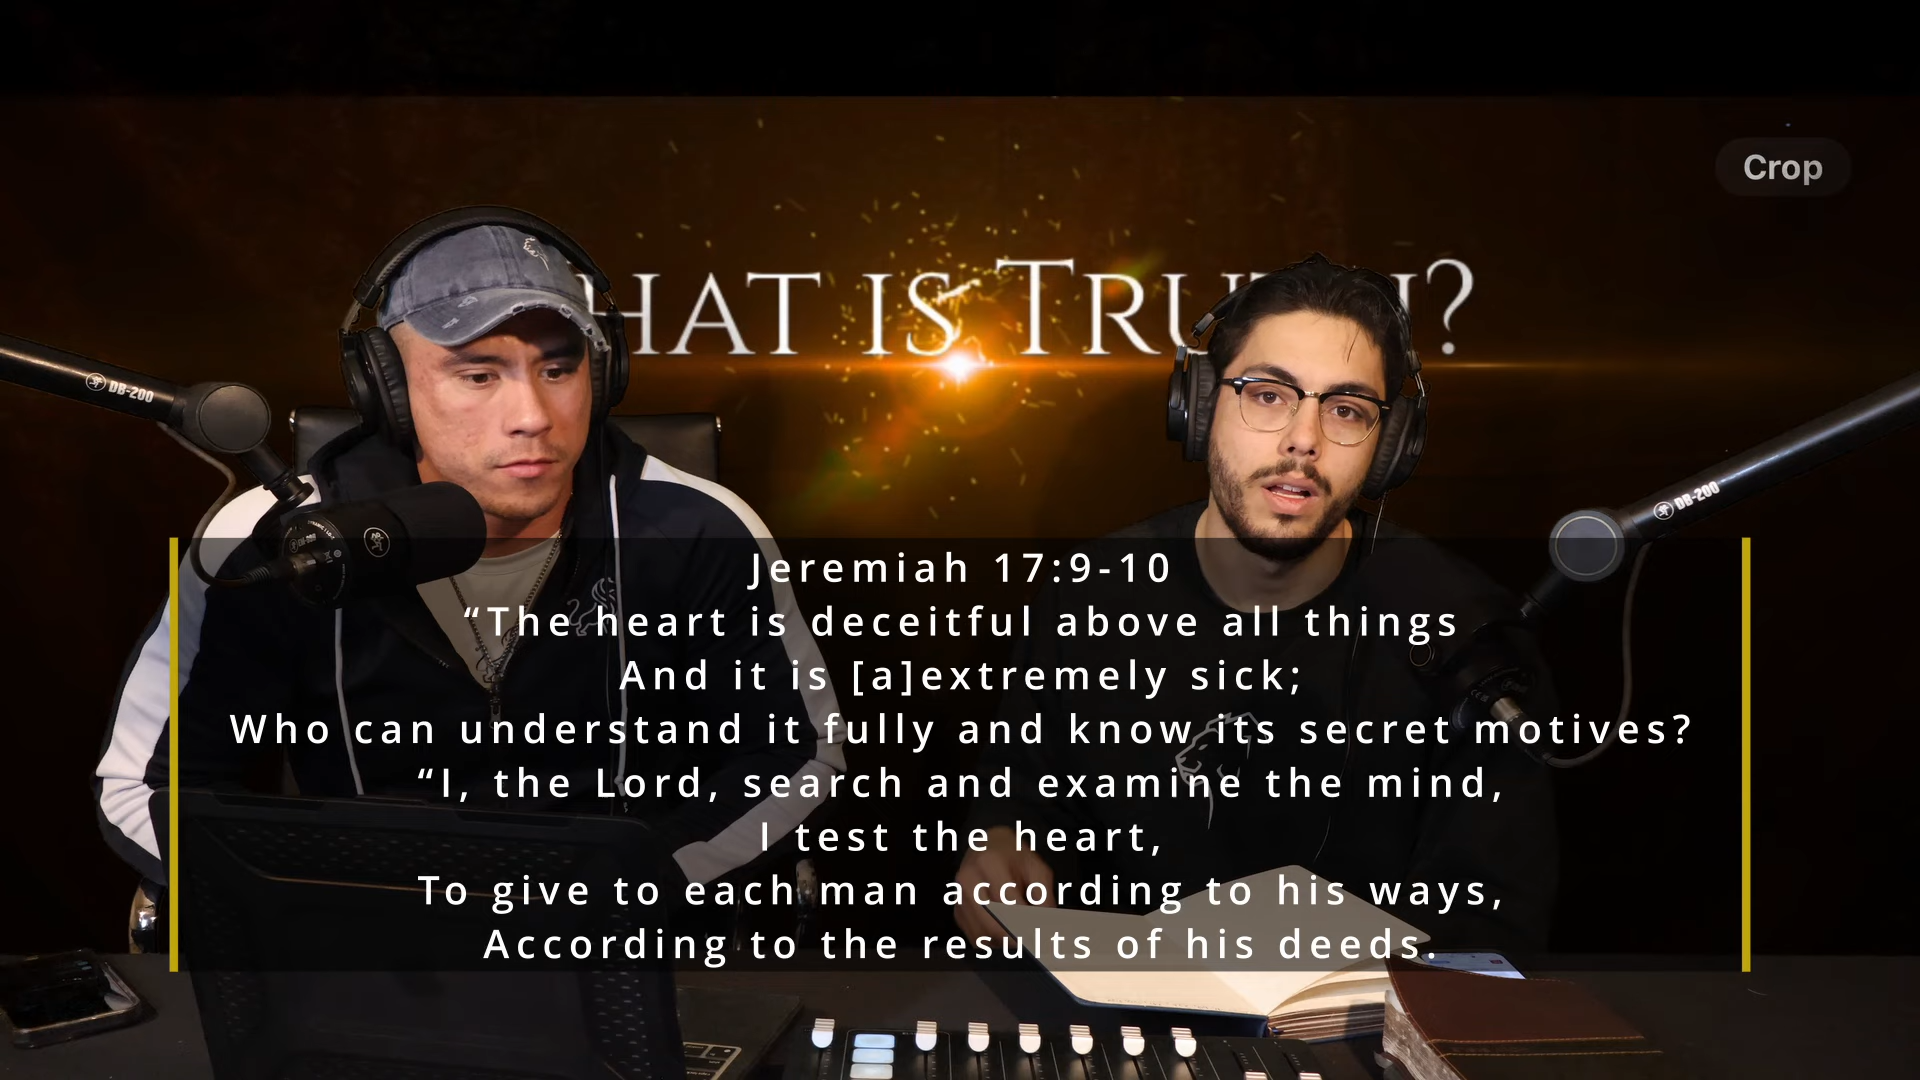 Crop
HAT IS TRU H?
DB-200
DB-200
Jeremiah 17:9-10
“The heart is deceitful above all things
And it is [a]extremely sick;
Who can understand it fully and know its secret motives?
“I, the Lord, search and examine the mind,
I test the heart,
To give to each man according to his ways,
According to the results of his deeds.